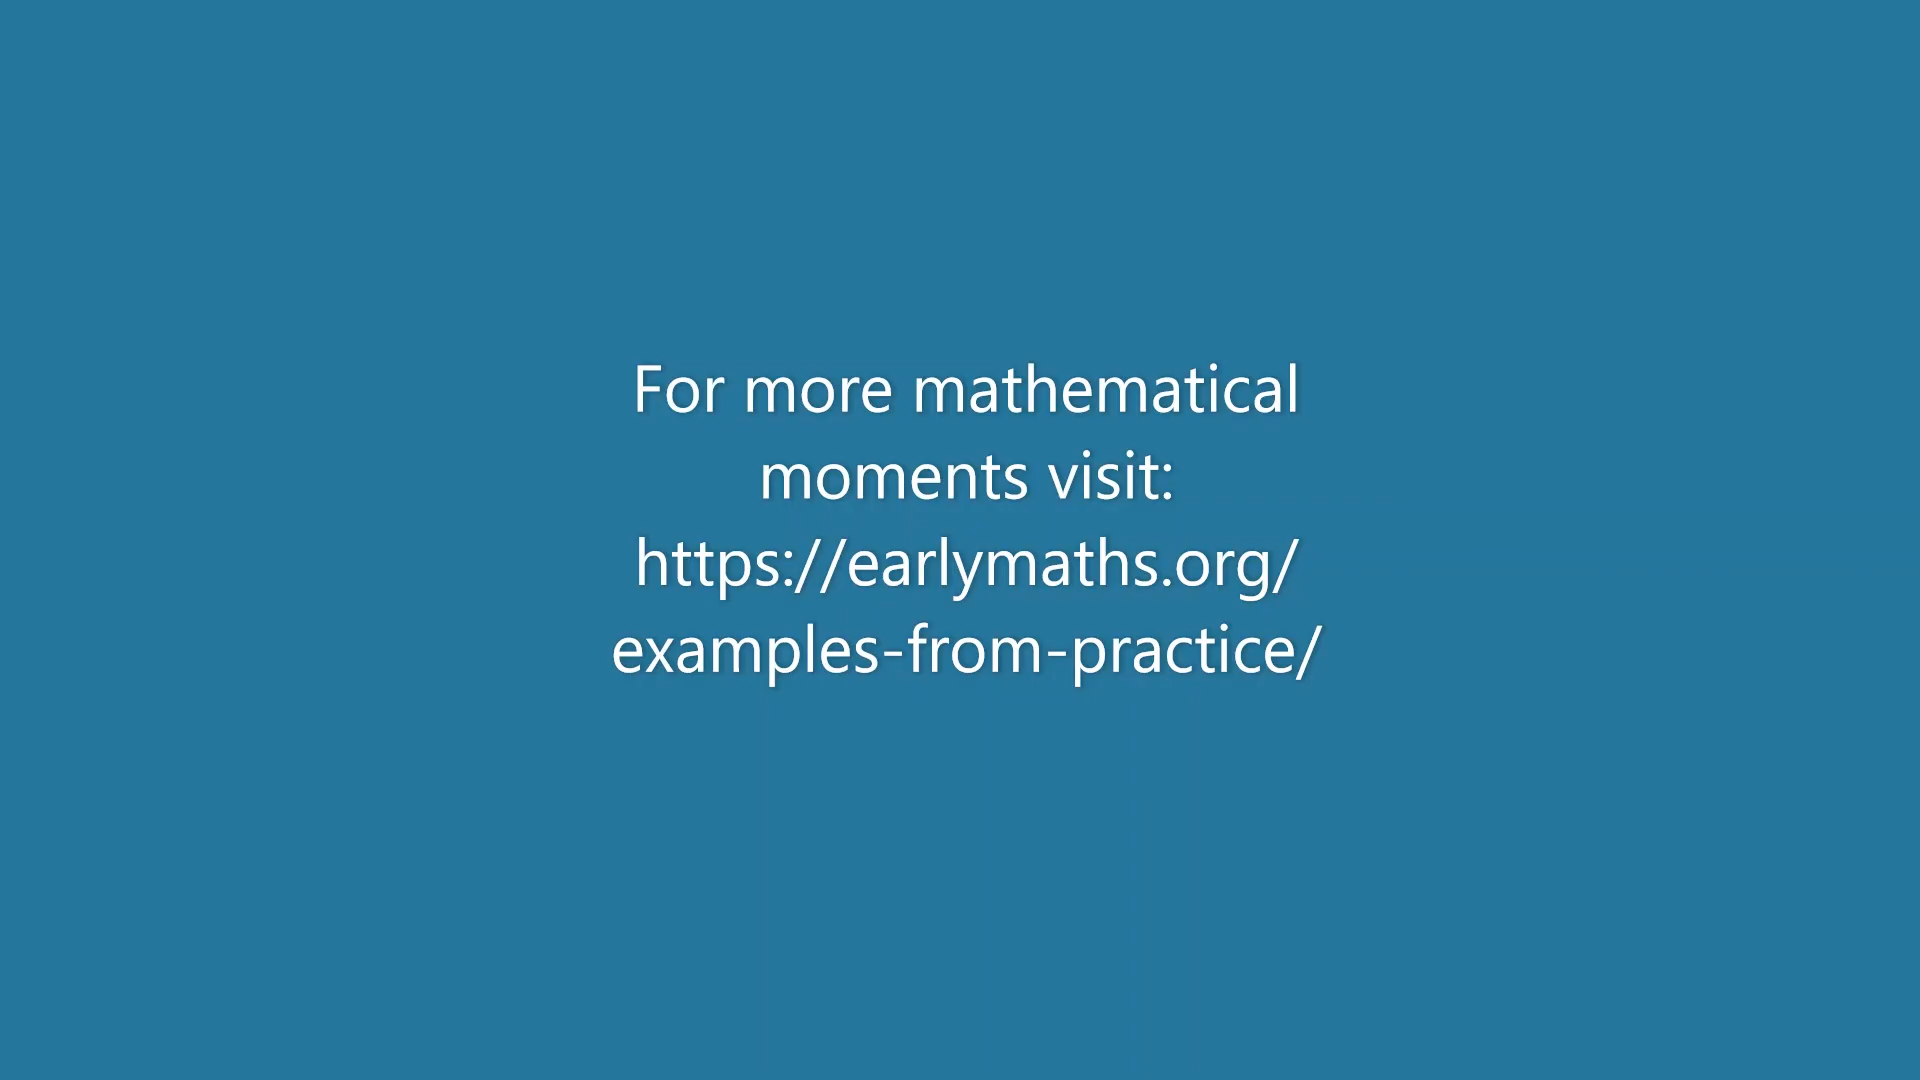 For more mathematical
moments visit:
https://earlymaths.org/
examples-from-practice/